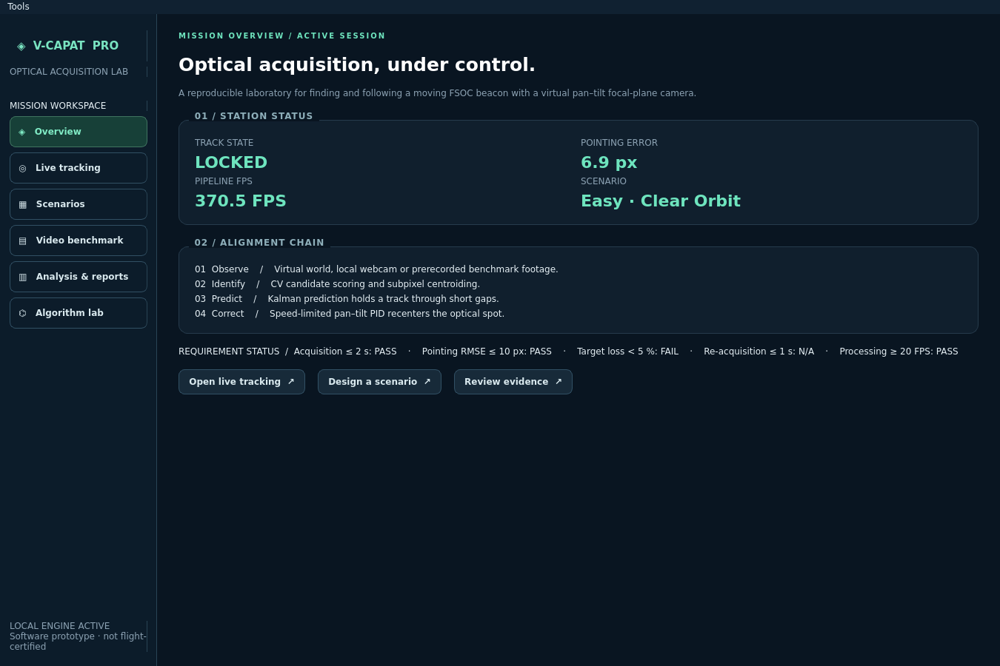 Tools
◈ V-CAPAT PRO
OPTICAL ACQUISITION LAB
MISSION WORKSPACE
◈ Overview
◎ Live tracking
▦ Scenarios
▤ Video benchmark
▥ Analysis & reports
⌬ Algorithm lab
LOCAL ENGINE ACTIVE
Software prototype · not flight-
certified
MISSION OVERVIEW / ACTIVE SESSION
Optical acquisition, under control.
A reproducible laboratory for finding and following a moving FSOC beacon with a virtual pan–tilt focal-plane camera.
01 / STATION STATUS
TRACK STATE
LOCKED
POINTING ERROR
6.9 px
PIPELINE FPS
370.5 FPS
SCENARIO
Easy · Clear Orbit
02 / ALIGNMENT CHAIN
01 Observe / Virtual world, local webcam or prerecorded benchmark footage.
02 Identify / CV candidate scoring and subpixel centroiding.
03 Predict / Kalman prediction holds a track through short gaps.
04 Correct / Speed-limited pan–tilt PID recenters the optical spot.
REQUIREMENT STATUS / Acquisition ≤ 2 s: PASS · Pointing RMSE ≤ 10 px: PASS · Target loss < 5 %: FAIL · Re-acquisition ≤ 1 s: N/A · Processing ≥ 20 FPS: PASS
Open live tracking ↗
Design a scenario ↗
Review evidence ↗